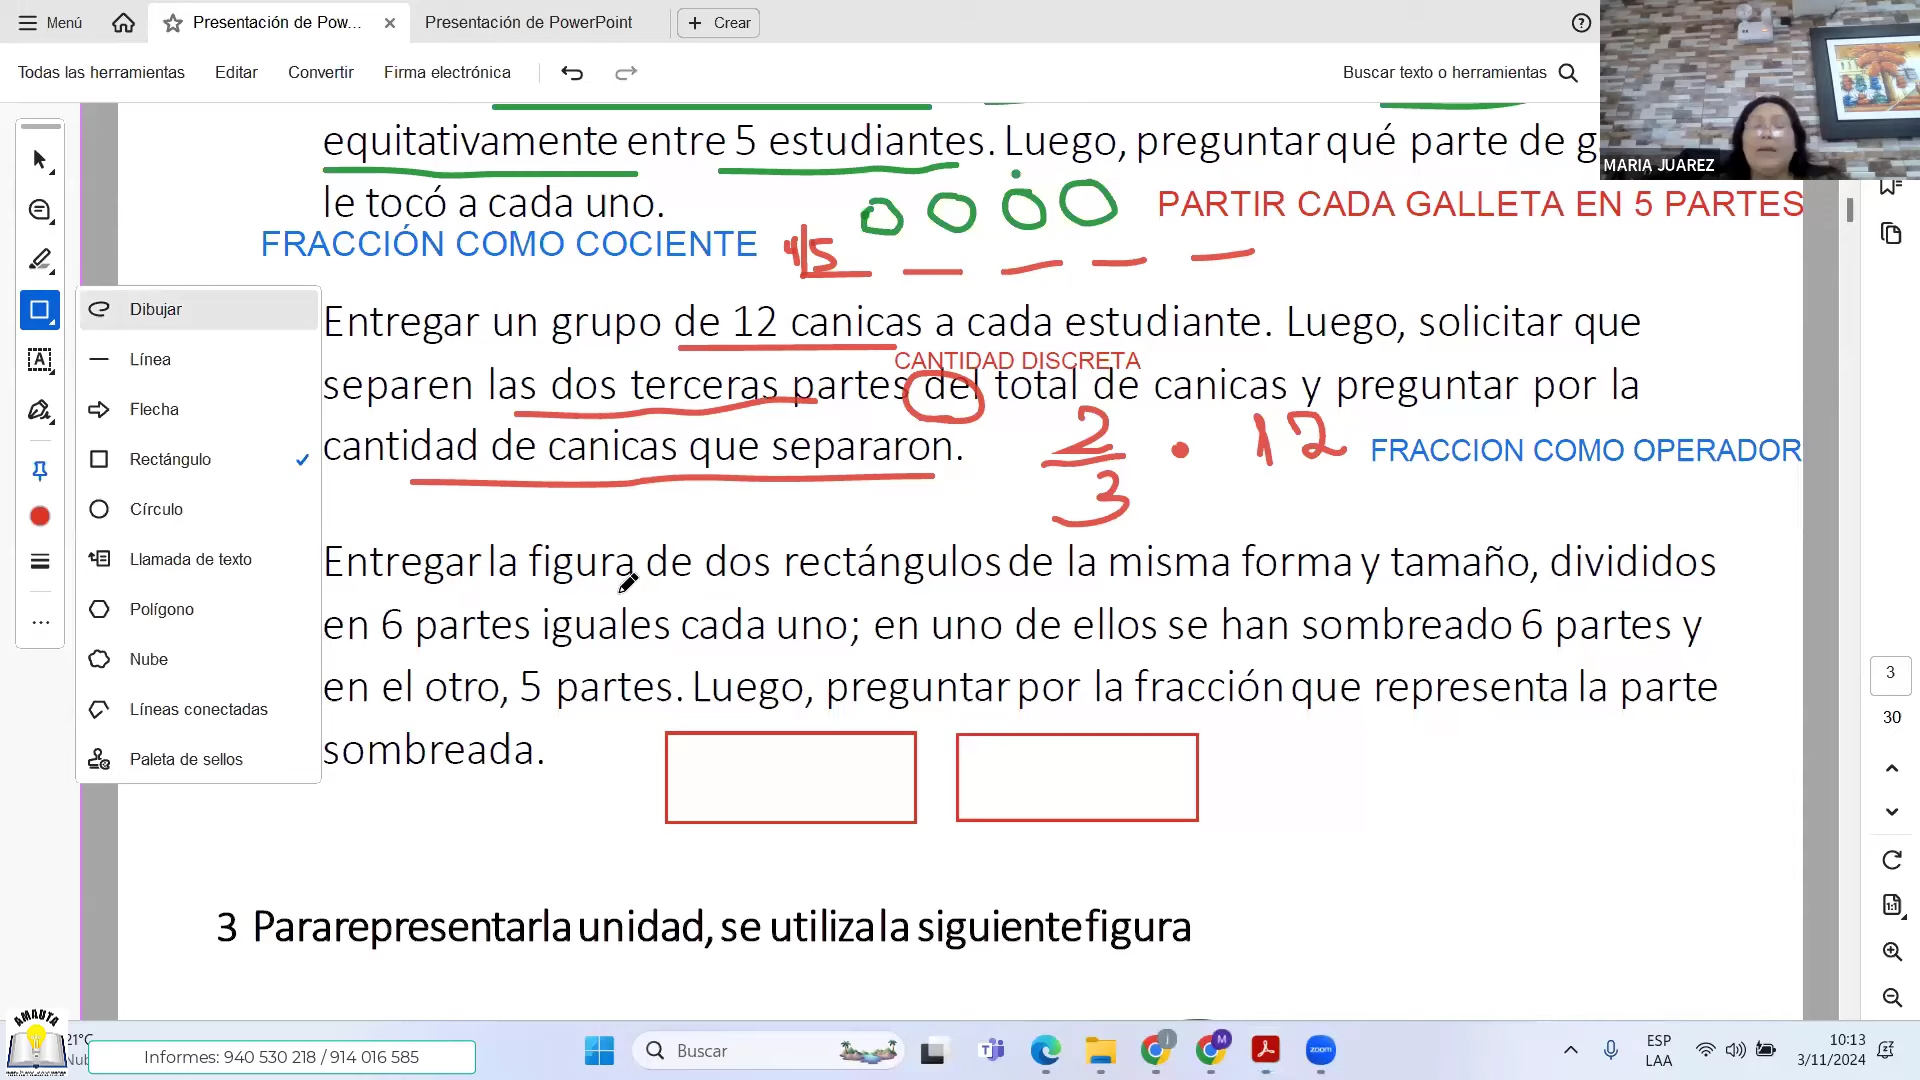 Menú
Presentación de Pow...
Presentación de PowerPoint
Crear
Todas las herramientas
Editar
Convertir
Firma electrónica
Buscar texto o herramientas
MARIA JUAREZ
equitativamente entre 5 estudiantes. Luego, preguntar qué parte de g
le tocó a cada uno.
PARTIR CADA GALLETA EN 5 PARTES
FRACCIÓN COMO COCIENTE
4/5
Entregar un grupo de 12 canicas a cada estudiante. Luego, solicitar que
CANTIDAD DISCRETA
separen las dos terceras partes del total de canicas y preguntar por la
cantidad de canicas que separaron.
2
3
· 12
FRACCION COMO OPERADOR
Entregar la figura de dos rectángulos de la misma forma y tamaño, divididos
en 6 partes iguales cada uno; en uno de ellos se han sombreado 6 partes y
en el otro, 5 partes. Luego, preguntar por la fracción que representa la parte
sombreada.
3 Para representar la unidad, se utiliza la siguiente figura
Dibujar
Línea
Flecha
Rectángulo
Círculo
Llamada de texto
Polígono
Nube
Líneas conectadas
Paleta de sellos
3
30
AMAUTA
21°C
Nub
Informes: 940 530 218 / 914 016 585
Buscar
zoom
ESP
LAA
10:13
3/11/2024